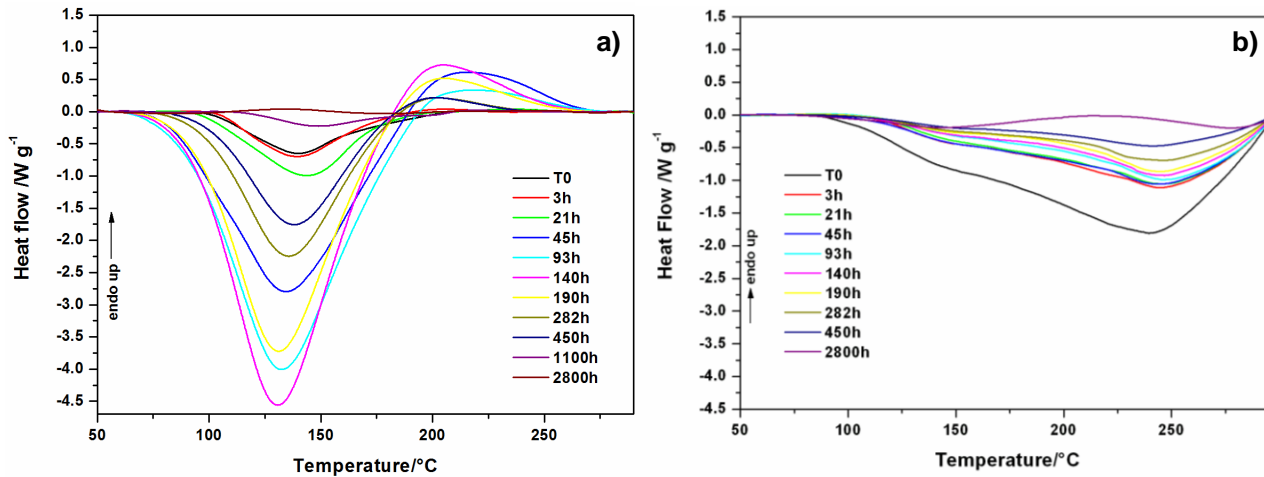 a)
1.5
1.0
0.5
0.0
-0.5
-1.0
-1.5
-2.0
-2.5
-3.0
-3.5
-4.0
-4.5
Heat flow /W g-1
endo up
T0
3h
21h
45h
93h
140h
190h
282h
450h
1100h
2800h
50 100 150 200 250
Temperature/°C
b)
1.5
1.0
0.5
0.0
-0.5
-1.0
-1.5
-2.0
-2.5
-3.0
-3.5
-4.0
-4.5
Heat Flow /W g-1
endo up
T0
3h
21h
45h
93h
140h
190h
282h
450h
2800h
50 100 150 200 250
Temperature/°C